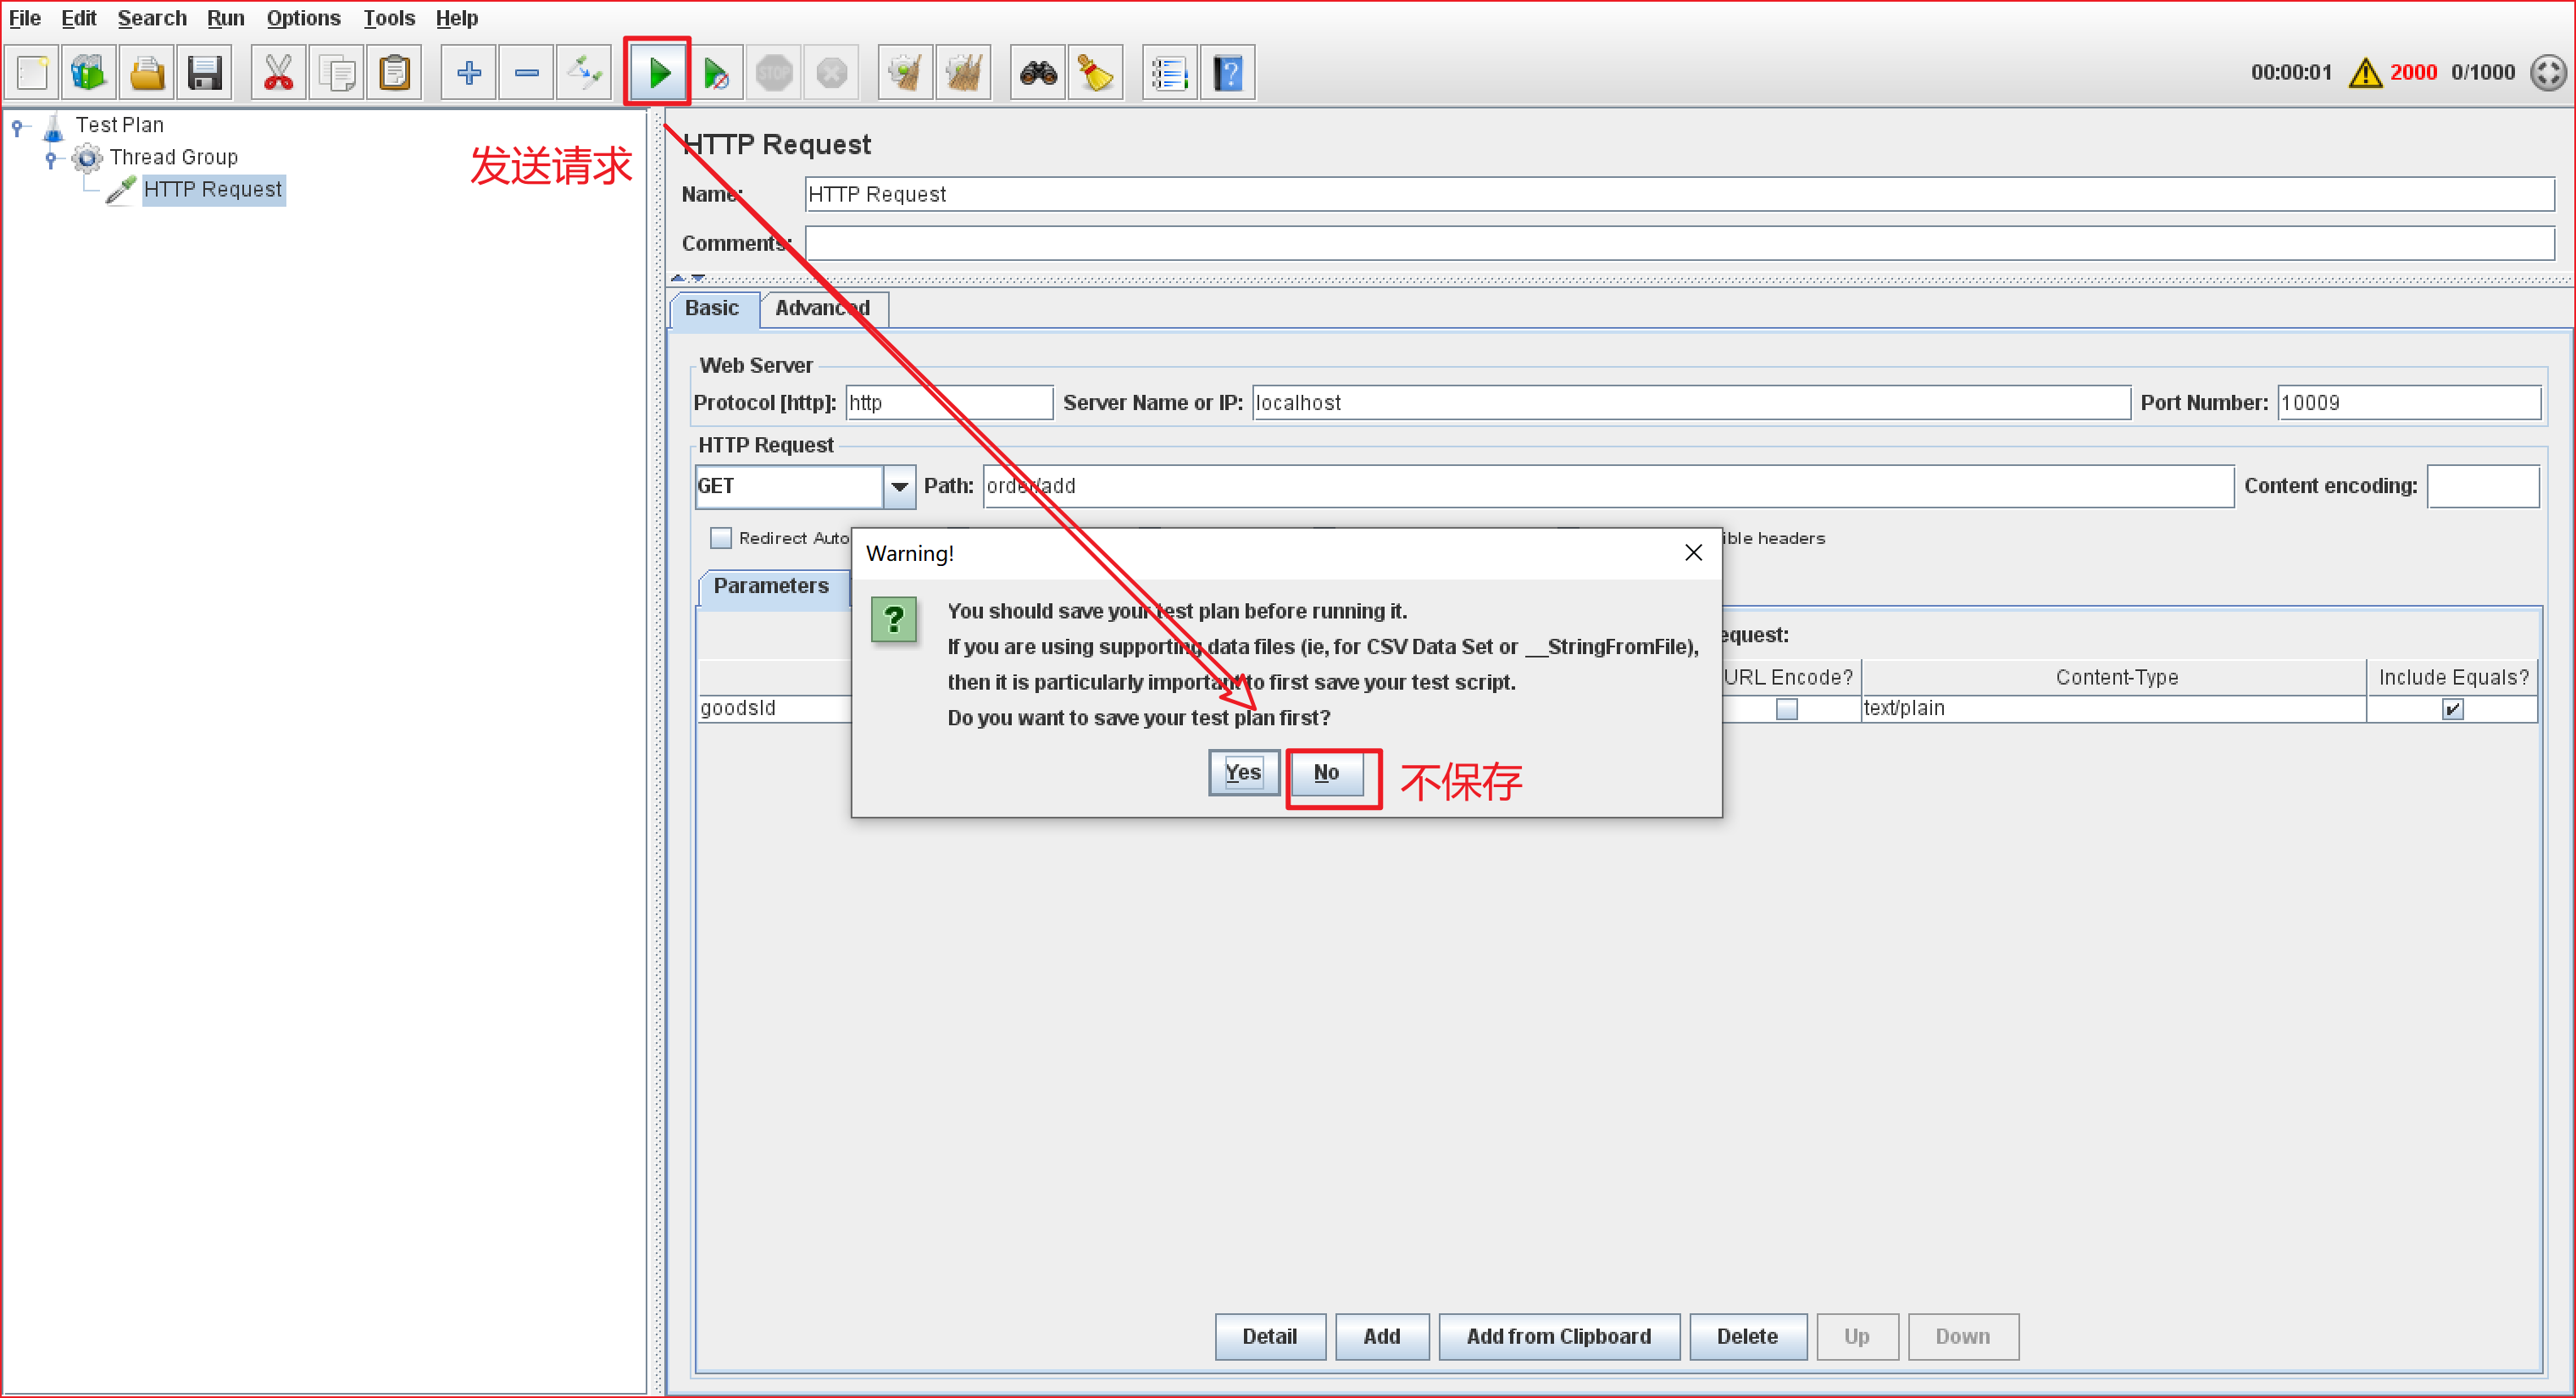 File Edit Search Run Options Tools Help
STOP
00:00:01 2000 0/1000
Test Plan
Thread Group
HTTP Request
发送请求
HTTP Request
Name: HTTP Request
Comments:
Basic Advanced
Web Server
Protocol [http]: http Server Name or IP: localhost Port Number: 10009
HTTP Request
GET Path: order/add Content encoding:
Redirect Auto ible headers
Parameters
equest:
URL Encode? Content-Type Include Equals?
goodsId text/plain
Warning!
You should save your test plan before running it.
If you are using supporting data files (ie, for CSV Data Set or __StringFromFile),
then it is particularly important to first save your test script.
Do you want to save your test plan first?
Yes No 不保存
Detail Add Add from Clipboard Delete Up Down